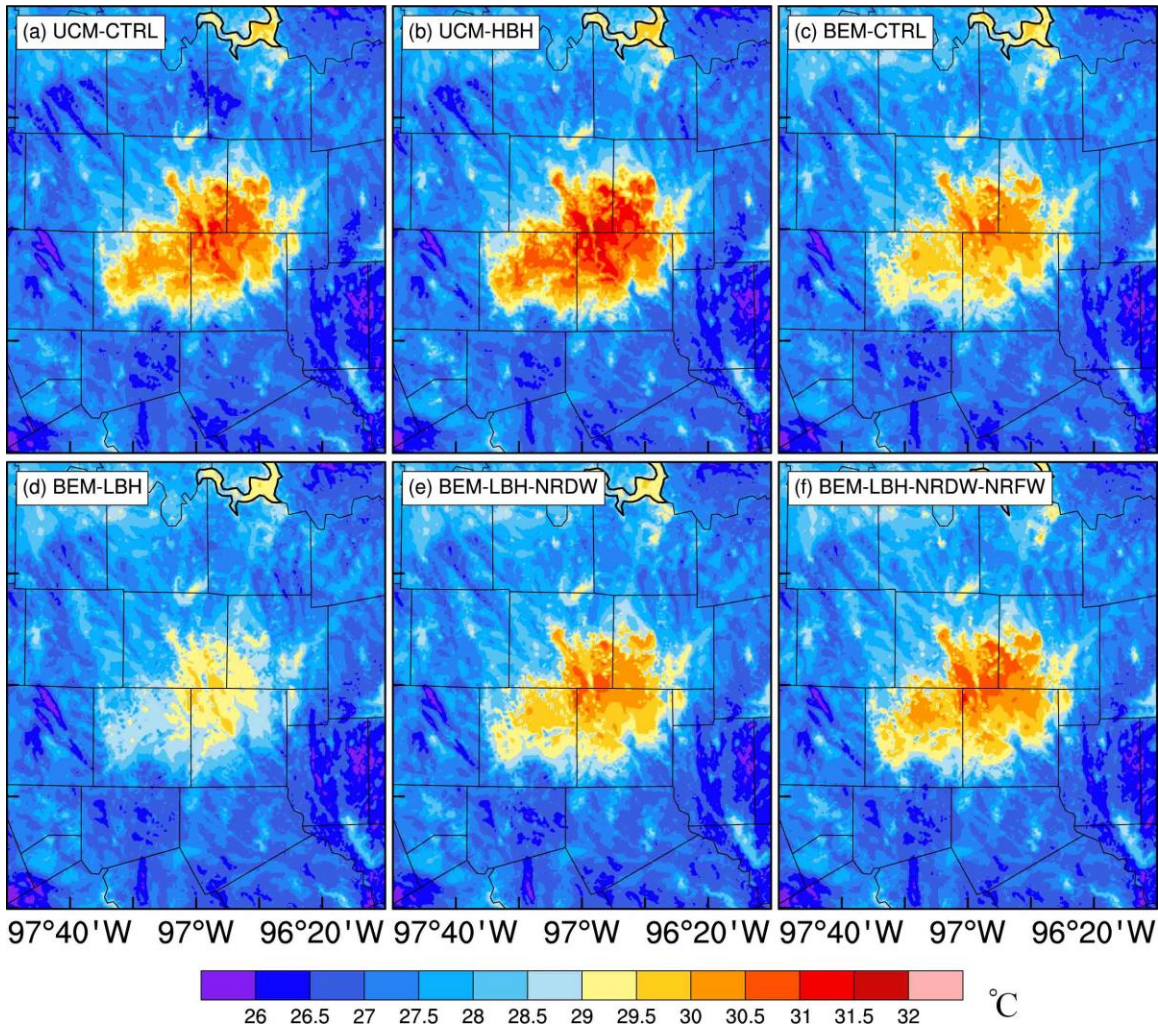 (a) UCM-CTRL
(b) UCM-HBH
(c) BEM-CTRL
(d) BEM-LBH
(e) BEM-LBH-NRDW
(f) BEM-LBH-NRDW-NRFW
97°40'W 97°W 96°20'W 97°40'W 97°W 96°20'W 97°40'W 97°W 96°20'W
26 26.5 27 27.5 28 28.5 29 29.5 30 30.5 31 31.5 32
°C